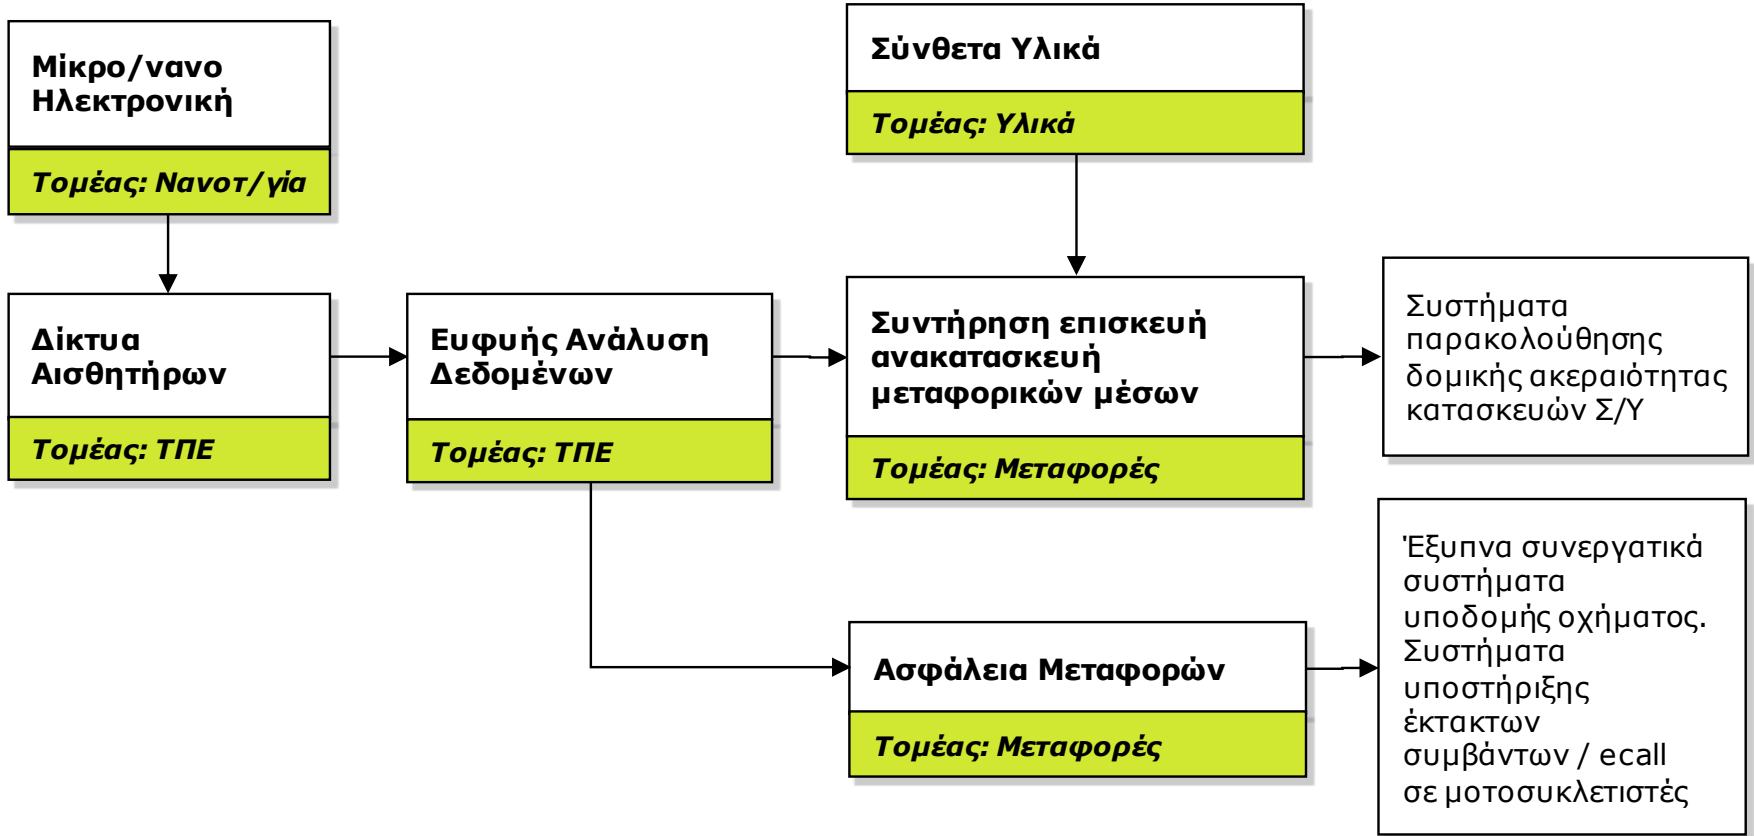 Μίκρο/νανο
Ηλεκτρονική
Τομέας: Νανοτ/γία
Σύνθετα Υλικά
Τομέας: Υλικά
Δίκτυα
Αισθητήρων
Τομέας: ΤΠΕ
Ευφυής Ανάλυση
Δεδομένων
Τομέας: ΤΠΕ
Συντήρηση επισκευή
ανακατασκευή
μεταφορικών μέσων
Τομέας: Μεταφορές
Συστήματα
παρακολούθησης
δομικής ακεραιότητας
κατασκευών Σ/Υ
Ασφάλεια Μεταφορών
Τομέας: Μεταφορές
Έξυπνα συνεργατικά
συστήματα
υποδομής οχήματος.
Συστήματα
υποστήριξης
έκτακτων
συμβάντων / ecall
σε μοτοσυκλετιστές